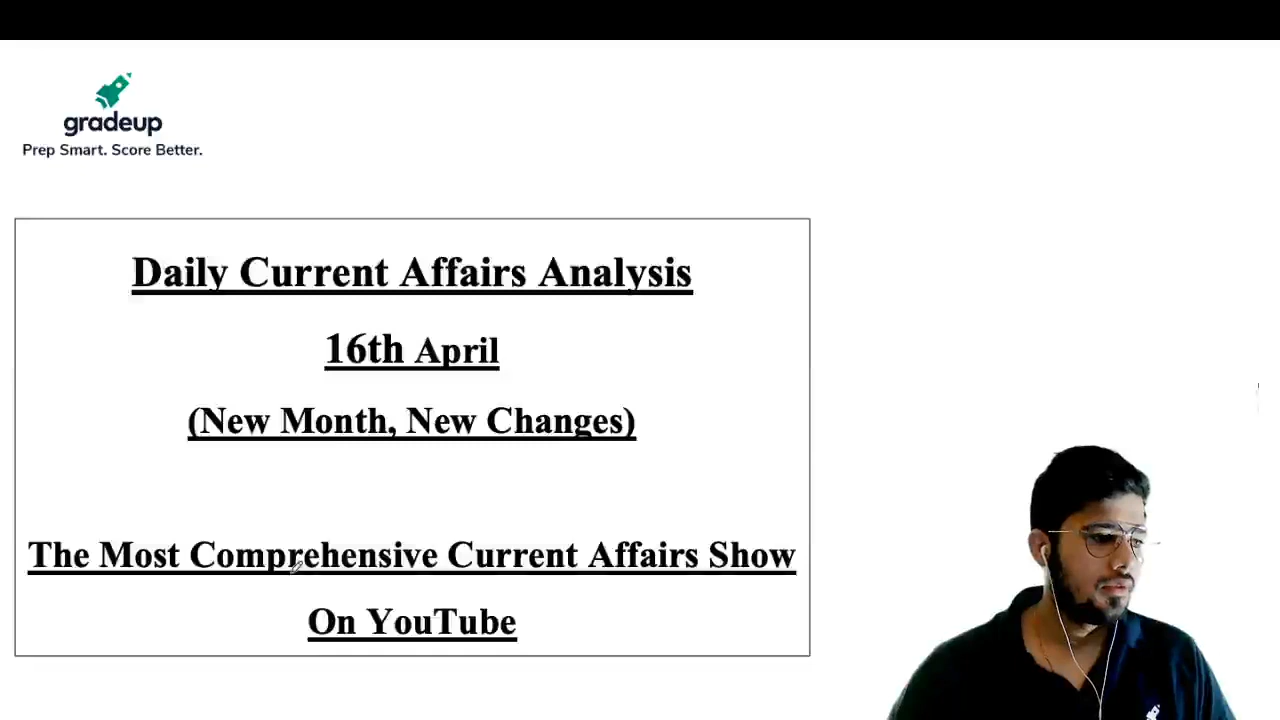 gradeup
Prep Smart. Score Better.
Daily Current Affairs Analysis
16th April
(New Month, New Changes)
The Most Comprehensive Current Affairs Show
On YouTube